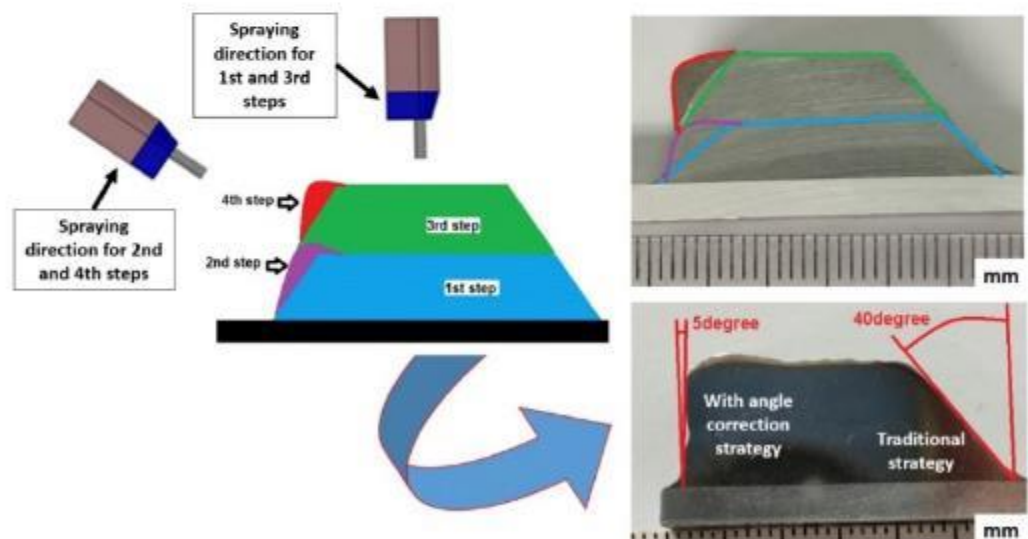 Spraying
direction for
1st and 3rd
steps
Spraying
direction for 2nd
and 4th steps
4th step
3rd step
2nd step
1st step
mm
5degree
40degree
With angle
correction
strategy
Traditional
strategy
mm